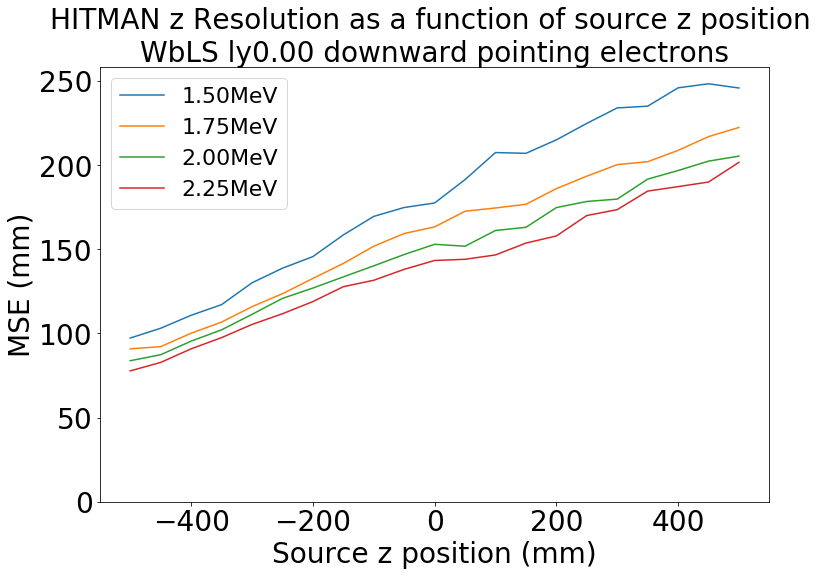 HITMAN z Resolution as a function of source z position
WbLS ly0.00 downward pointing electrons
250
200
150
100
50
0
MSE (mm)
1.50MeV
1.75MeV
2.00MeV
2.25MeV
−400
−200
0
200
400
Source z position (mm)